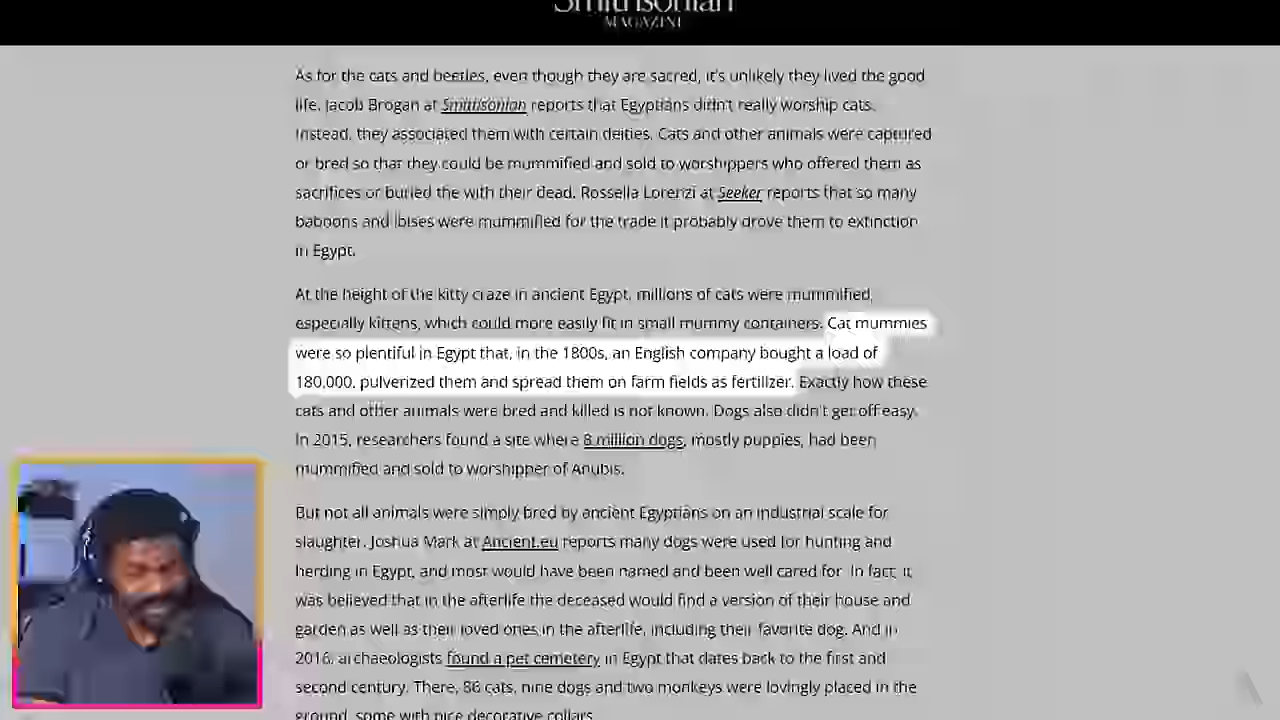 Smithsonian
MAGAZINE
As for the cats and beetles, even though they are sacred, it's unlikely they lived the good
life. Jacob Brogan at Smithsonian reports that Egyptians didn't really worship cats.
Instead, they associated them with certain deities. Cats and other animals were captured
or bred so that they could be mummified and sold to worshippers who offered them as
sacrifices or buried the with their dead. Rossella Lorenzi at Seeker reports that so many
baboons and ibises were mummified for the trade it probably drove them to extinction
in Egypt.
At the height of the kitty craze in ancient Egypt, millions of cats were mummified,
especially kittens, which could more easily fit in small mummy containers. Cat mummies
were so plentiful in Egypt that, in the 1800s, an English company bought a load of
180,000, pulverized them and spread them on farm fields as fertilizer. Exactly how these
cats and other animals were bred and killed is not known. Dogs also didn't get off easy.
In 2015, researchers found a site where 8 million dogs, mostly puppies, had been
mummified and sold to worshipper of Anubis.
But not all animals were simply bred by ancient Egyptians on an industrial scale for
slaughter. Joshua Mark at Ancient.eu reports many dogs were used for hunting and
herding in Egypt, and most would have been named and been well cared for. In fact, it
was believed that in the afterlife the deceased would find a version of their house and
garden as well as their loved ones in the afterlife, including their favorite dog. And in
2016, archaeologists found a pet cemetery in Egypt that dates back to the first and
second century. There, 86 cats, nine dogs and two monkeys were lovingly placed in the
ground, some with nice decorative collars.